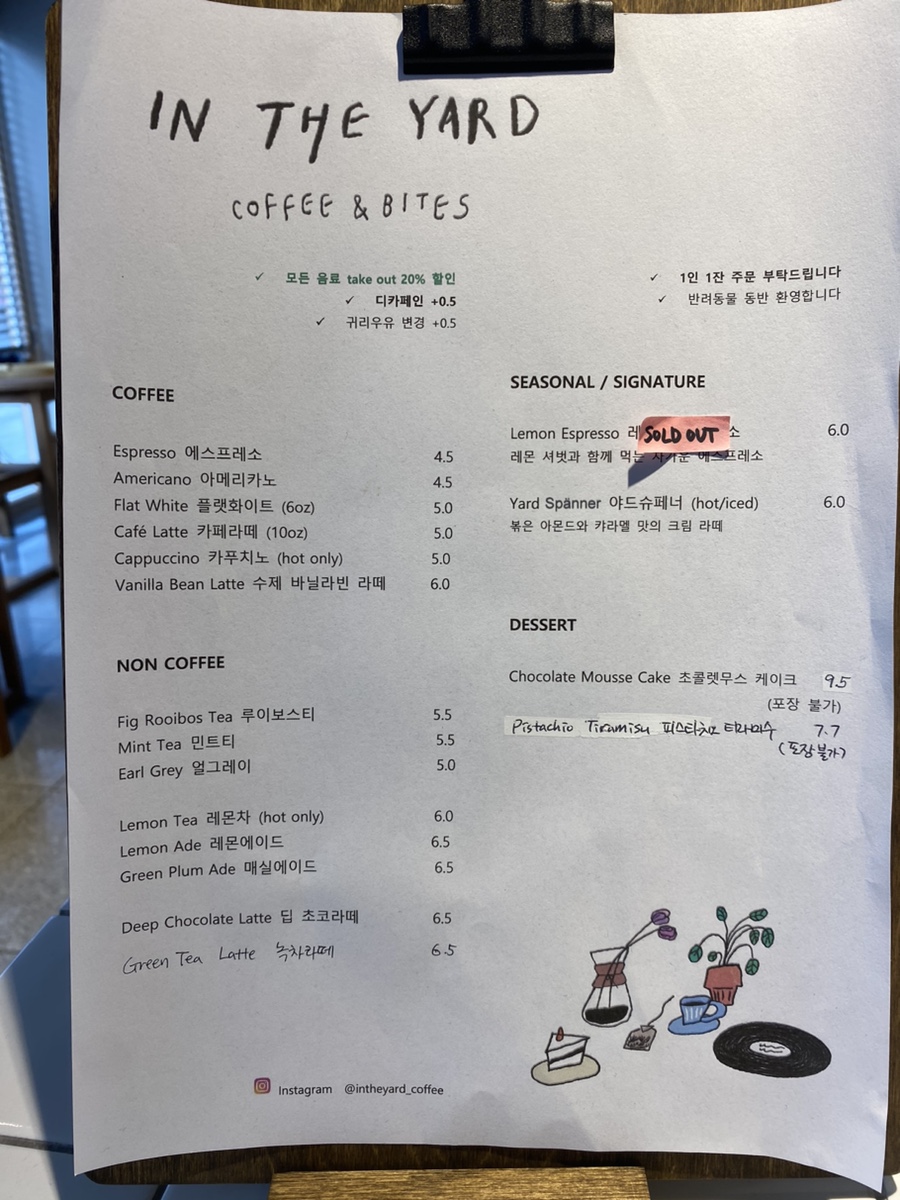 IN THE YARD
COFFEE & BITES
✓ 모든 음료 take out 20% 할인
✓ 디카페인 +0.5
✓ 귀리우유 변경 +0.5
✓ 1인 1잔 주문 부탁드립니다
✓ 반려동물 동반 환영합니다
COFFEE
Espresso 에스프레소 4.5
Americano 아메리카노 4.5
Flat White 플랫화이트 (6oz) 5.0
Café Latte 카페라떼 (10oz) 5.0
Cappuccino 카푸치노 (hot only) 5.0
Vanilla Bean Latte 수제 바닐라빈 라떼 6.0
NON COFFEE
Fig Rooibos Tea 루이보스티 5.5
Mint Tea 민트티 5.5
Earl Grey 얼그레이 5.0
Lemon Tea 레몬차 (hot only) 6.0
Lemon Ade 레몬에이드 6.5
Green Plum Ade 매실에이드 6.5
Deep Chocolate Latte 딥 초코라떼 6.5
Green Tea Latte 녹차라떼 6.5
SEASONAL / SIGNATURE
Lemon Espresso 레 SOLD OUT 소 6.0
레몬 셔벗과 함께 먹는 에스프레소
Yard Spänner 야드슈페너 (hot/iced) 6.0
볶은 아몬드와 캬라멜 맛의 크림 라떼
DESSERT
Chocolate Mousse Cake 초콜렛무스 케이크 9.5
(포장 불가)
Pistachio Tiramisu 피스타치오 티라미수 7.7
(포장불가)
Instagram @intheyard_coffee